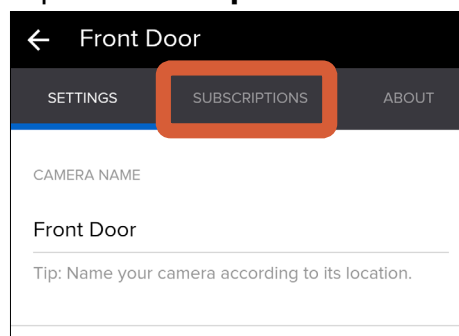 Front Door
SETTINGS SUBSCRIPTIONS ABOUT
CAMERA NAME
Front Door
Tip: Name your camera according to its location.